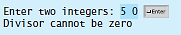 Enter two integers: 5 0 ↵Enter
Divisor cannot be zero